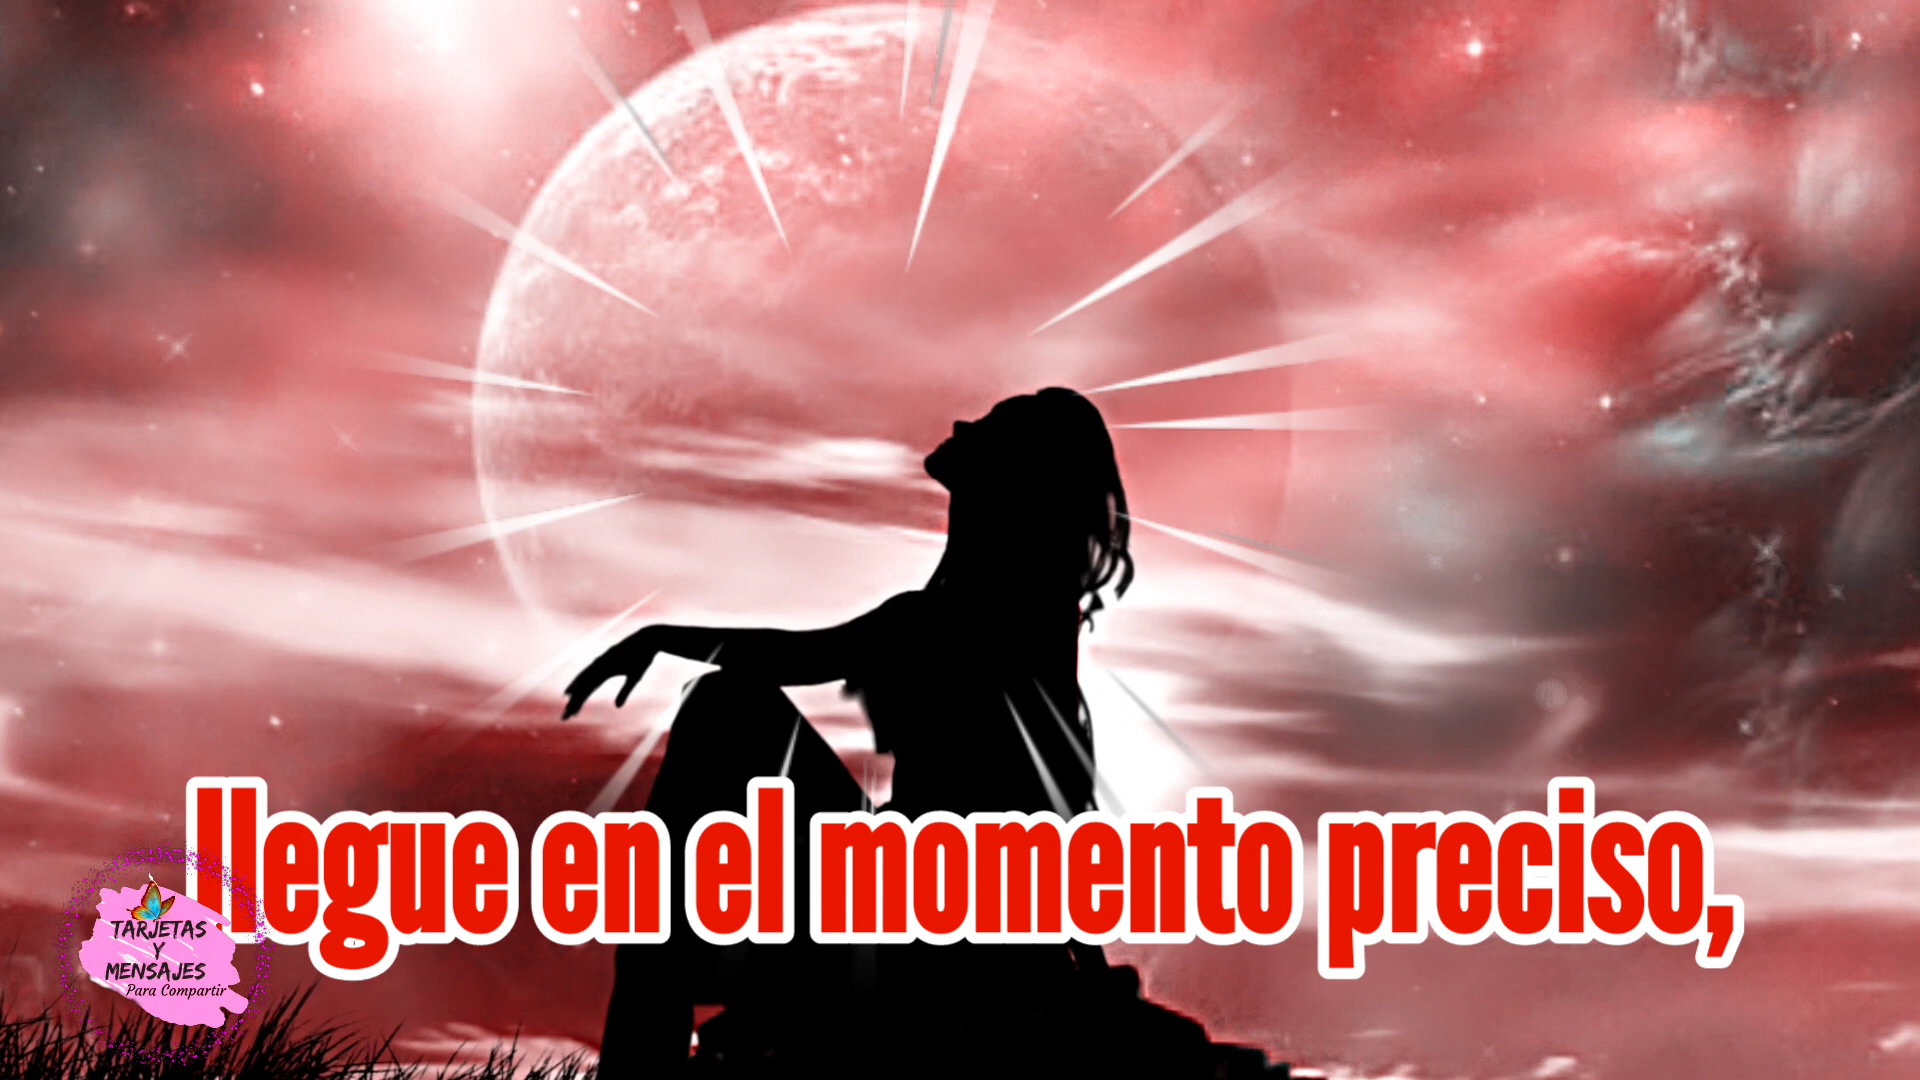 llegue en el momento preciso,
TARJETAS
Y
MENSAJES
Para Compartir